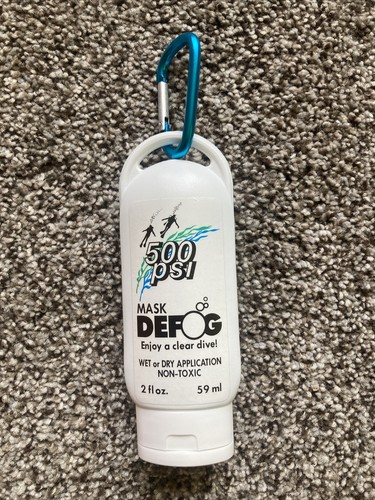 500
psi
MASK
DEFOG
Enjoy a clear dive!
WET or DRY APPLICATION
NON-TOXIC
2 fl oz. 59 ml